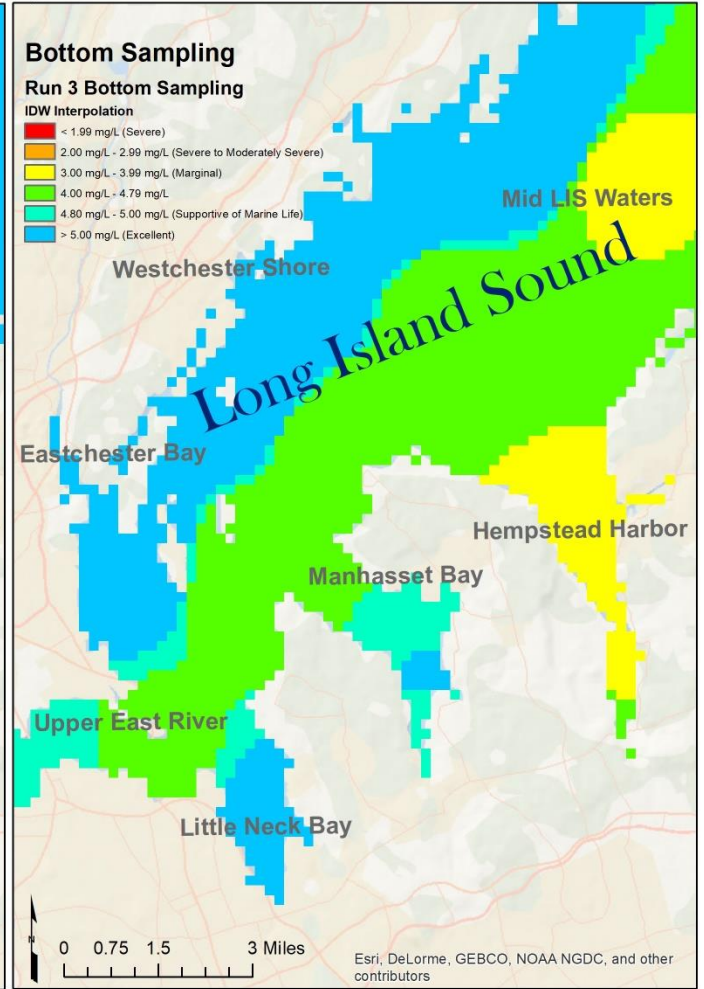 Bottom Sampling
Run 3 Bottom Sampling
IDW Interpolation
< 1.99 mg/L (Severe)
2.00 mg/L - 2.99 mg/L (Severe to Moderately Severe)
3.00 mg/L - 3.99 mg/L (Marginal)
4.00 mg/L - 4.79 mg/L
4.80 mg/L - 5.00 mg/L (Supportive of Marine Life)
> 5.00 mg/L (Excellent)
Mid LIS Waters
Westchester Shore
Long Island Sound
Eastchester Bay
Hempstead Harbor
Manhasset Bay
Upper East River
Little Neck Bay
N
0 0.75 1.5 3 Miles
Esri, DeLorme, GEBCO, NOAA NGDC, and other
contributors